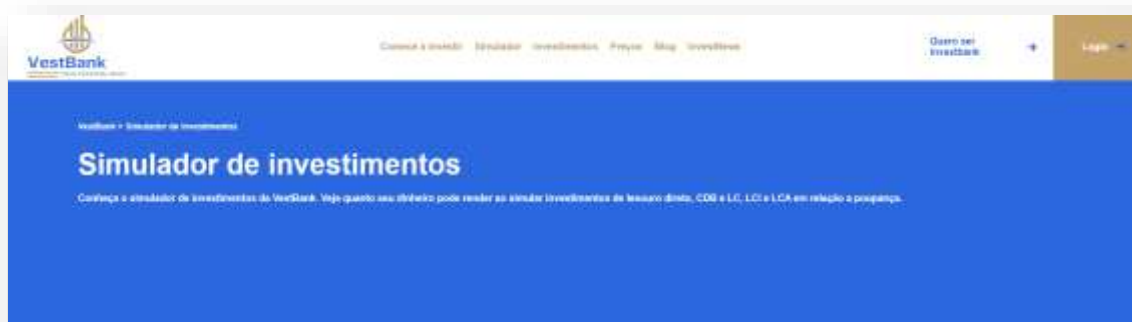 VestBank
Comece a investir Simulador Investimentos Preços Blog InvestNews
Quero ser
Investbank
Login
VestBank > Simulador de Investimentos
Simulador de investimentos
Conheça o simulador de investimentos da VestBank. Veja quanto seu dinheiro pode render ao simular investimentos de tesouro direto, CDB e LC, LCI e LCA em relação a poupança.